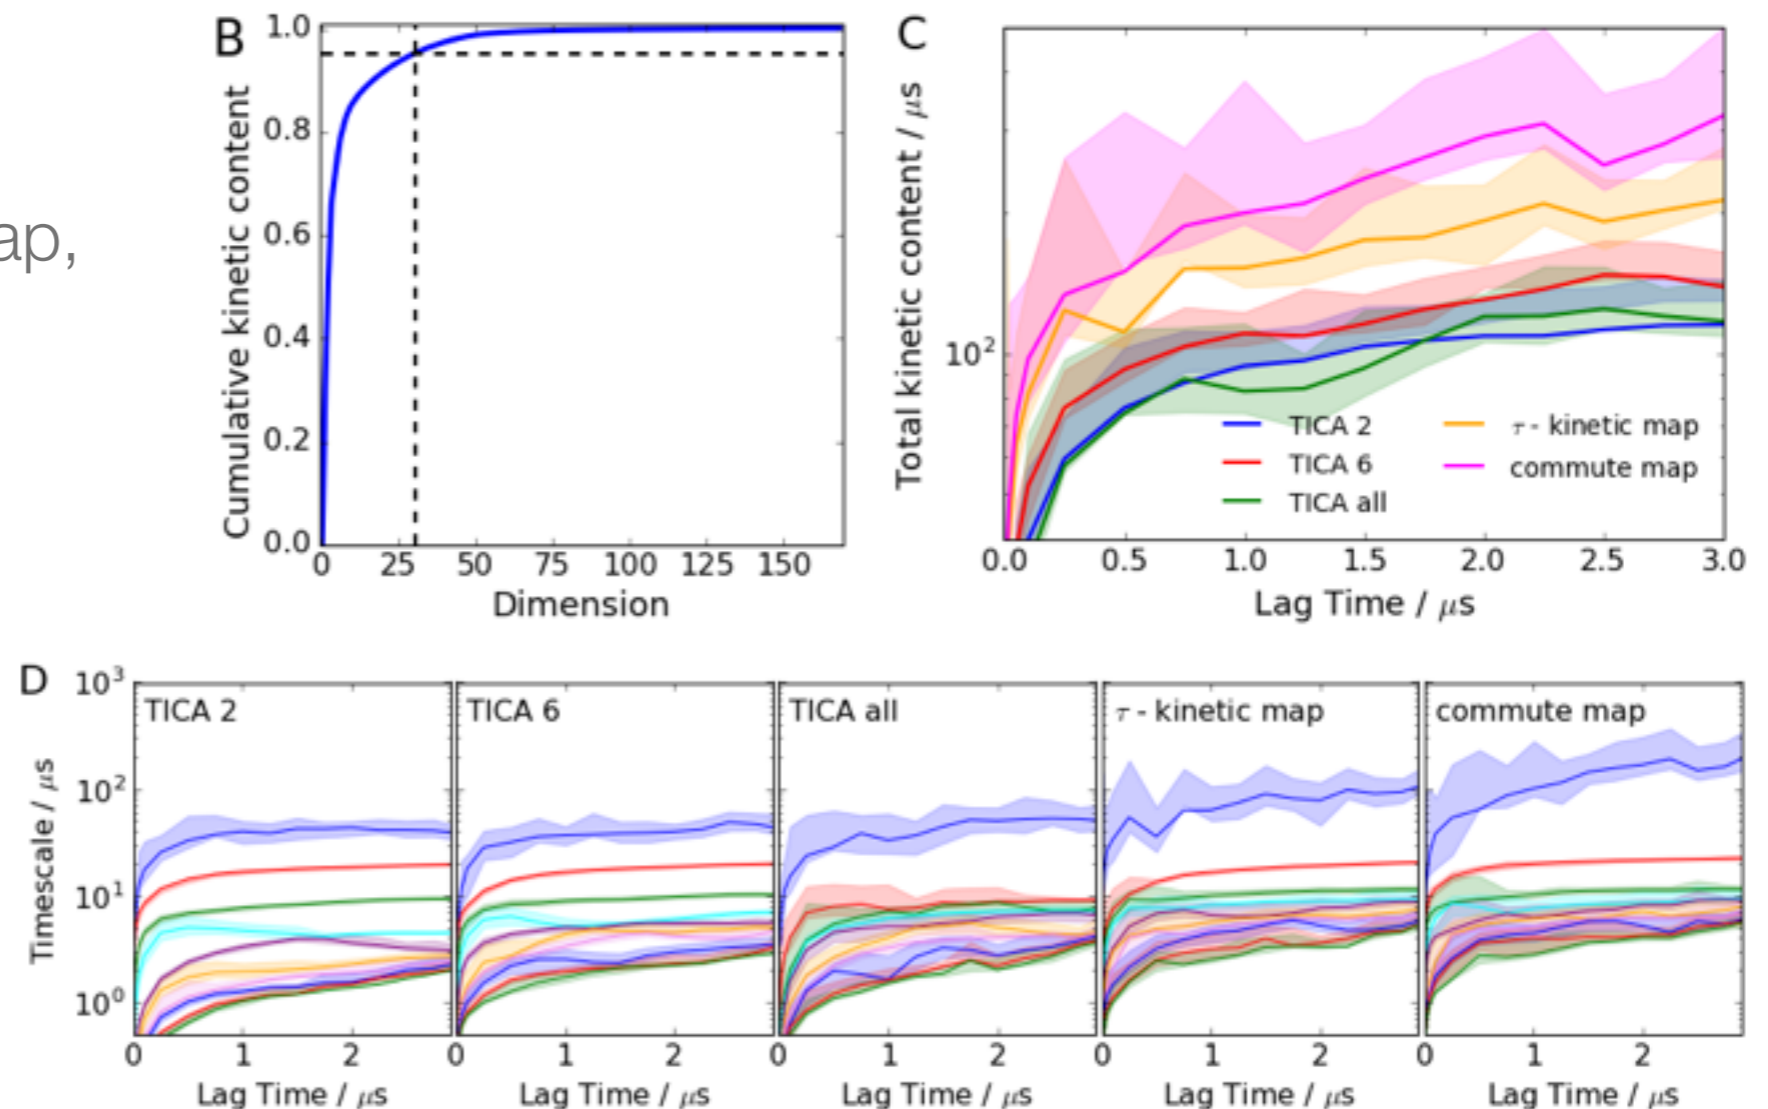 ap,
B
1.0
0.8
0.6
0.4
0.2
0.0
Cumulative kinetic content
0 25 50 75 100 125 150
Dimension
C
Total kinetic content / μs
10²
TICA 2
TICA 6
TICA all
τ - kinetic map
commute map
0.0 0.5 1.0 1.5 2.0 2.5 3.0
Lag Time / μs
D
10³
10²
10¹
10⁰
Timescale / μs
TICA 2
TICA 6
TICA all
τ - kinetic map
commute map
0 1 2
0 1 2
0 1 2
0 1 2
0 1 2
Lag Time / μs
Lag Time / μs
Lag Time / μs
Lag Time / μs
Lag Time / μs